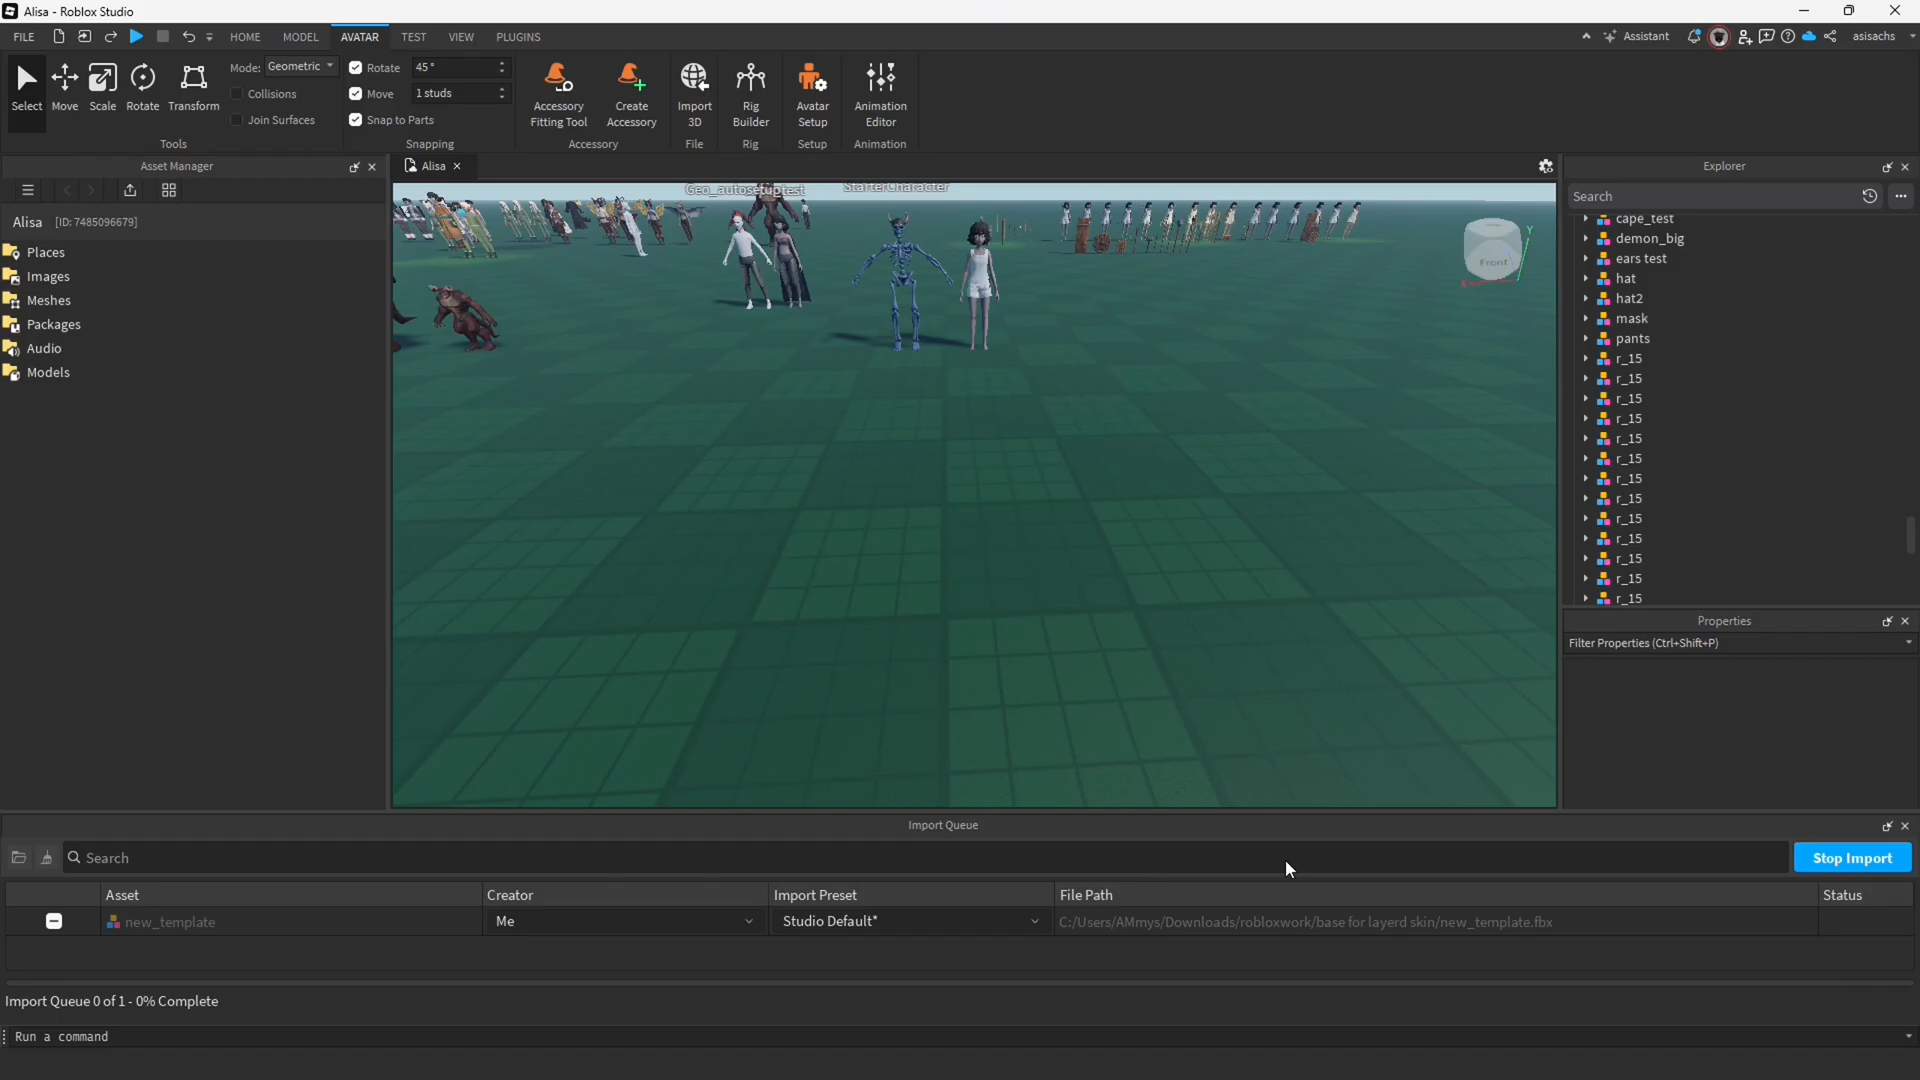 Alisa - Roblox Studio
FILE HOME MODEL AVATAR TEST VIEW PLUGINS Assistant asisachs
Select Move Scale Rotate Transform
Mode: Geometric
Collisions
Join Surfaces
Tools
Rotate 45 °
Move 1 studs
Snap to Parts
Snapping
Accessory Fitting Tool
Create Accessory
Accessory
Import 3D
File
Rig Builder
Rig
Avatar Setup
Setup
Animation Editor
Animation
Asset Manager
Alisa [ID: 7485096679]
Places
Images
Meshes
Packages
Audio
Models
Alisa
Geo_autosetuptest
StarterCharacter
Front
Y
X
Explorer
Search
cape_test
demon_big
ears test
hat
hat2
mask
pants
r_15
r_15
r_15
r_15
r_15
r_15
r_15
r_15
r_15
r_15
r_15
r_15
r_15
Properties
Filter Properties (Ctrl+Shift+P)
Import Queue
Search
Stop Import
Asset Creator Import Preset File Path Status
new_template Me Studio Default* C:/Users/AMmys/Downloads/robloxwork/base for layerd skin/new_template.fbx
Import Queue 0 of 1 - 0% Complete
Run a command